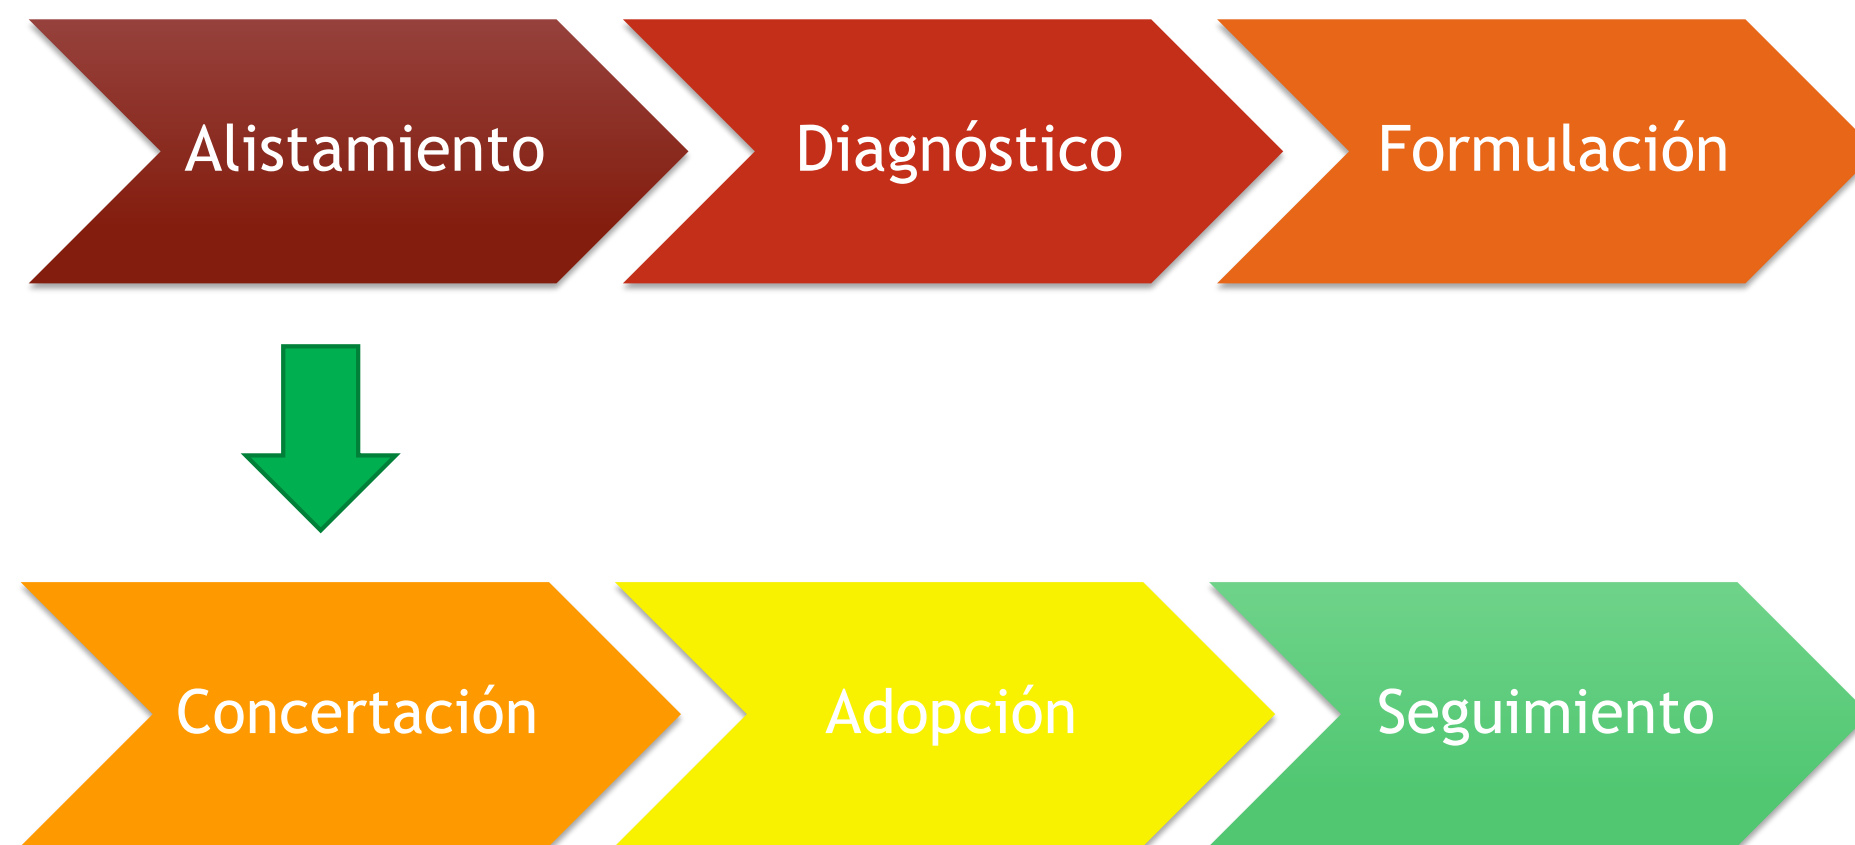 Alistamiento
Diagnóstico
Formulación
Concertación
Adopción
Seguimiento